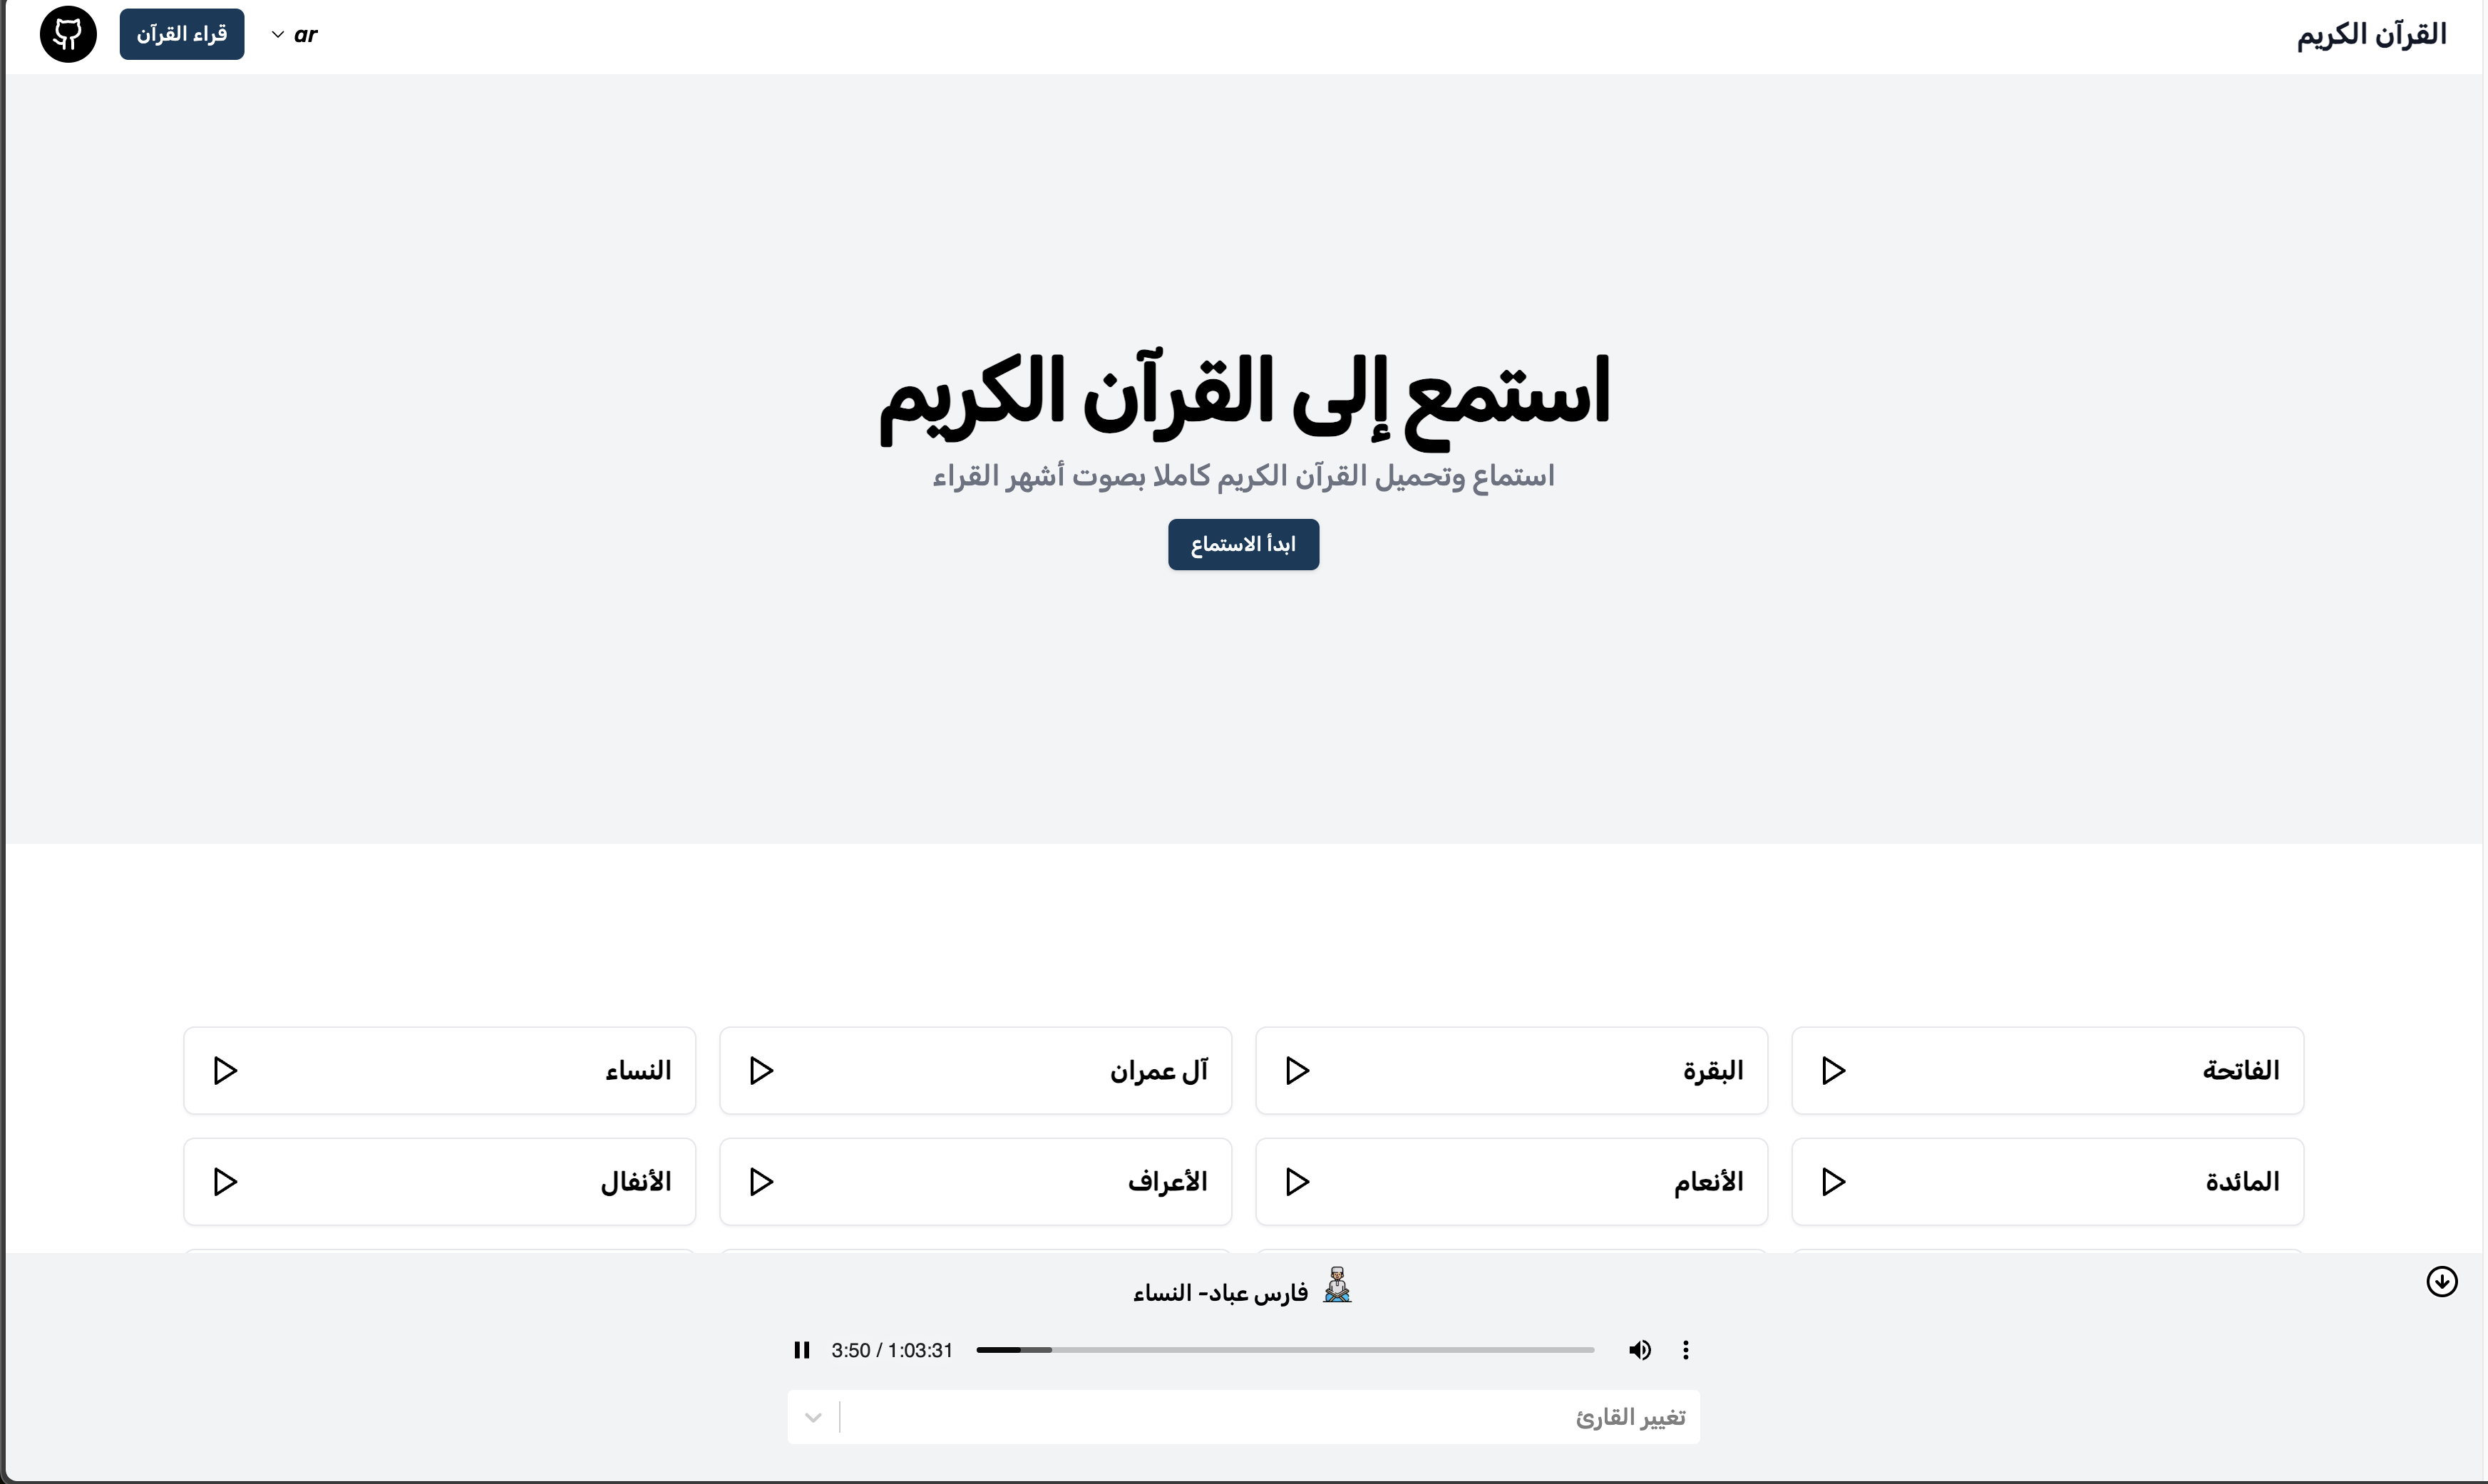 القرآن الكريم
ar
قراء القرآن
استمع إلى القرآن الكريم
استماع وتحميل القرآن الكريم كاملا بصوت أشهر القراء
ابدأ الاستماع
الفاتحة
البقرة
آل عمران
النساء
المائدة
الأنعام
الأعراف
الأنفال
فارس عباد- النساء
3:50 / 1:03:31
تغيير القارئ